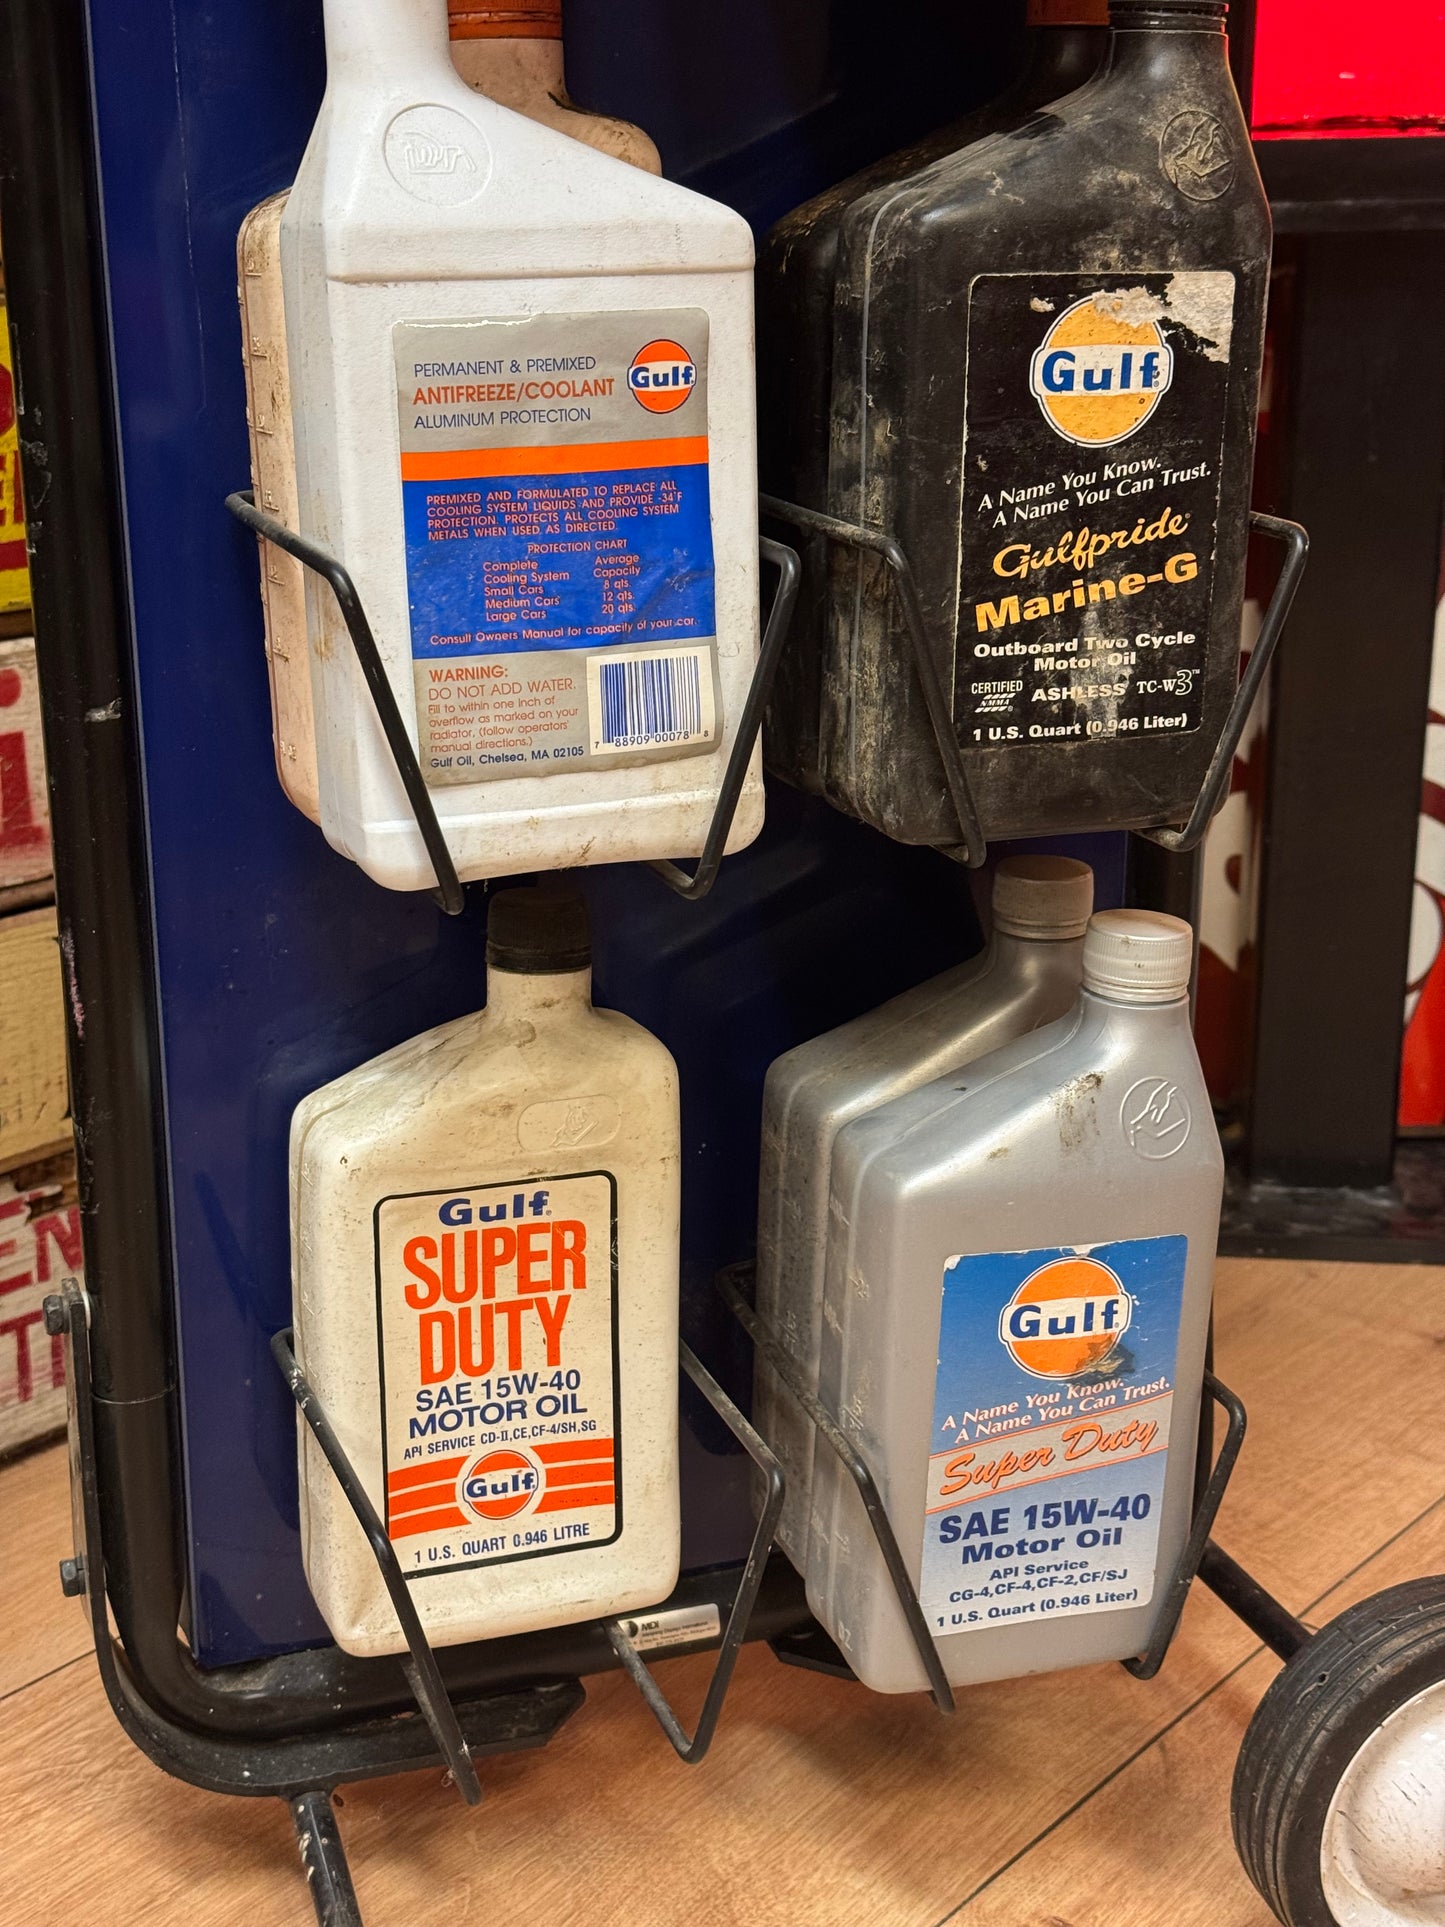 PERMANENT & PREMIXED
ANTIFREEZE/COOLANT
ALUMINUM PROTECTION
Gulf
PREMIXED AND FORMULATED TO REPLACE ALL
COOLING SYSTEM LIQUIDS AND PROVIDE -34°F
PROTECTION. PROTECTS ALL COOLING SYSTEM
METALS WHEN USED AS DIRECTED.
PROTECTION CHART
Complete Average
Cooling System Capacity
Small Cars 8 qts.
Medium Cars 12 qts.
Large Cars 20 qts.
Consult Owners Manual for capacity of your car.
WARNING:
DO NOT ADD WATER.
Fill to within one inch of
overflow as marked on your
radiator, (follow operators'
manual directions.)
Gulf Oil, Chelsea, MA 02105
7 88909 00078 8
Gulf®
A Name You Know.
A Name You Can Trust.
Gulfpride®
Marine-G
Outboard Two Cycle
Motor Oil
CERTIFIED
NMMA®
ASHLESS TC-W3™
1 U.S. Quart (0.946 Liter)
Gulf®
SUPER
DUTY
SAE 15W-40
MOTOR OIL
API SERVICE CD-II,CE,CF-4/SH,SG
Gulf
1 U.S. QUART 0.946 LITRE
Gulf
A Name You Know.
A Name You Can Trust.
Super Duty
SAE 15W-40
Motor Oil
API Service
CG-4,CF-4,CF-2,CF/SJ
1 U.S. Quart (0.946 Liter)
MDI